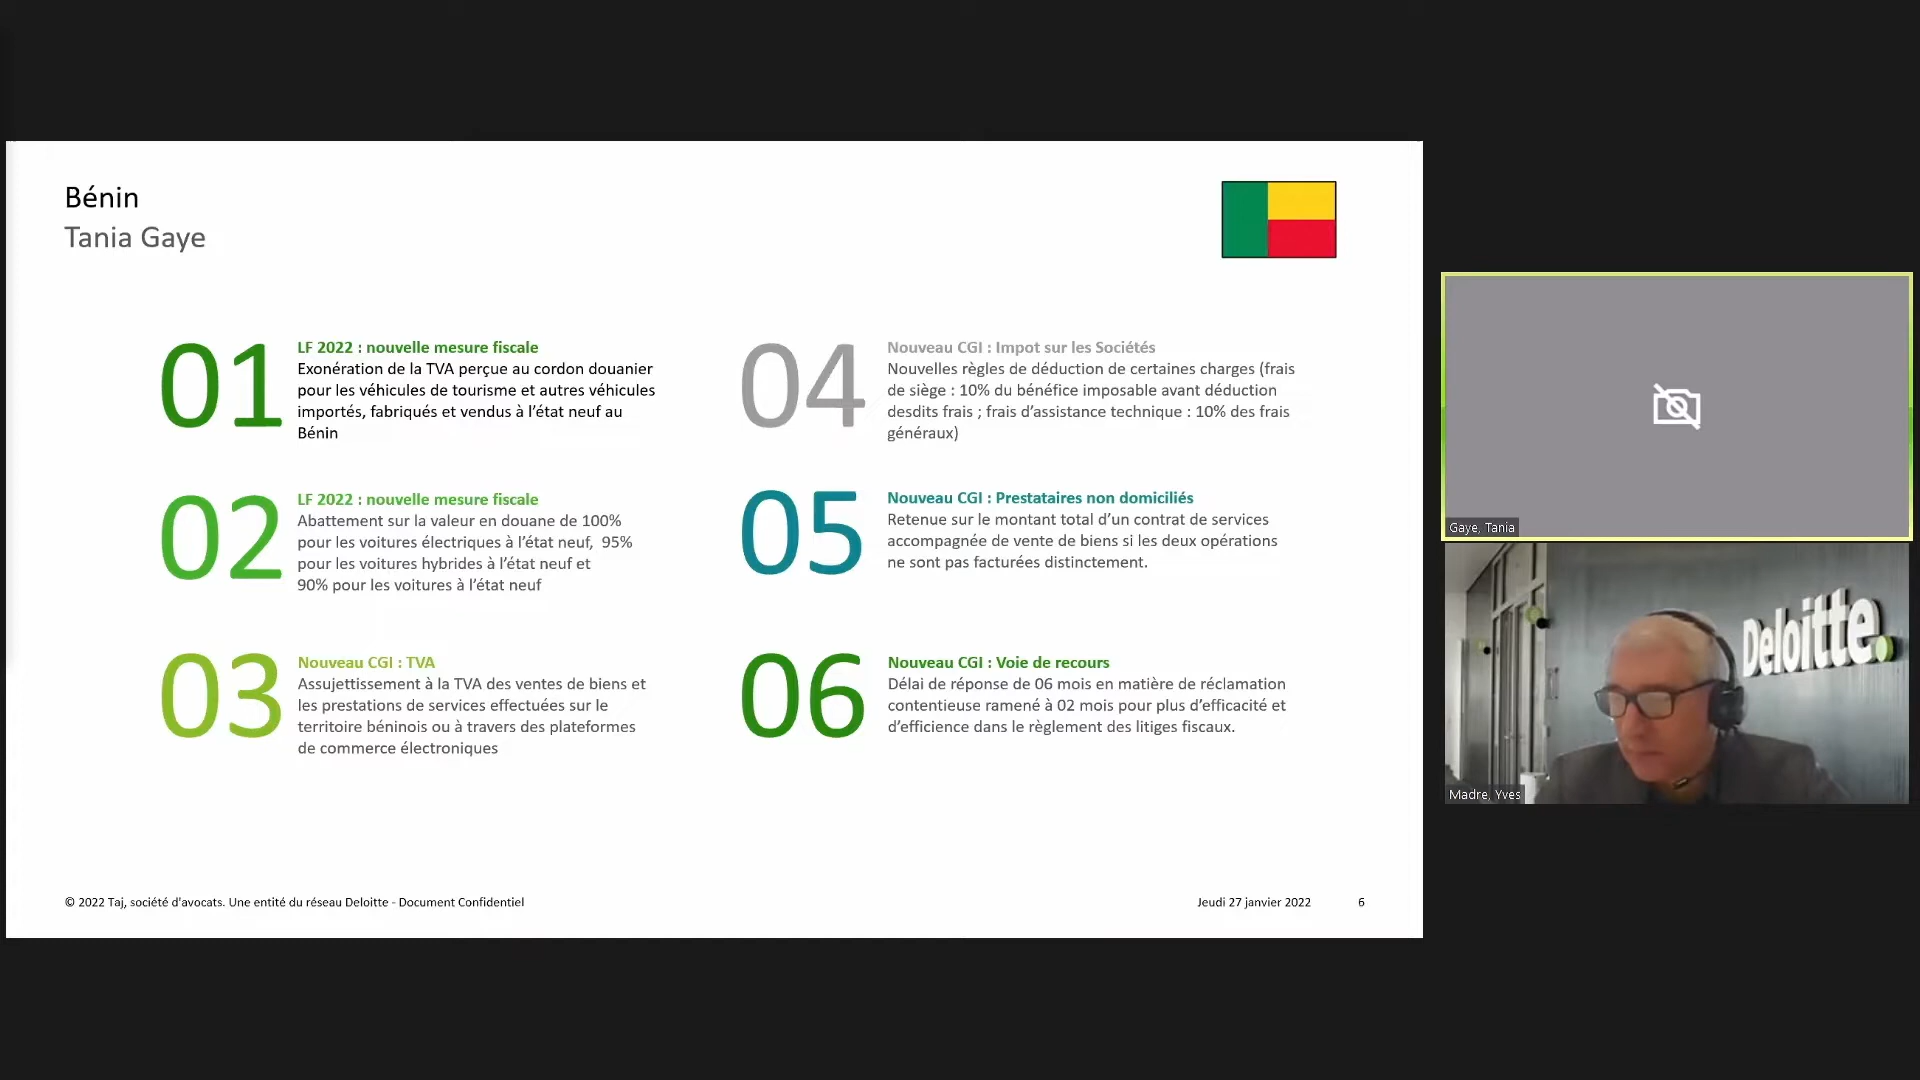 Bénin
Tania Gaye
01
LF 2022 : nouvelle mesure fiscale
Exonération de la TVA perçue au cordon douanier
pour les véhicules de tourisme et autres véhicules
importés, fabriqués et vendus à l’état neuf au
Bénin
02
LF 2022 : nouvelle mesure fiscale
Abattement sur la valeur en douane de 100%
pour les voitures électriques à l’état neuf,  95%
pour les voitures hybrides à l’état neuf et
90% pour les voitures à l’état neuf
03
Nouveau CGI : TVA
Assujettissement à la TVA des ventes de biens et
les prestations de services effectuées sur le
territoire béninois ou à travers des plateformes
de commerce électroniques
04
Nouveau CGI : Impot sur les Sociétés
Nouvelles règles de déduction de certaines charges (frais
de siège : 10% du bénéfice imposable avant déduction
desdits frais ; frais d’assistance technique : 10% des frais
généraux)
05
Nouveau CGI : Prestataires non domiciliés
Retenue sur le montant total d’un contrat de services
accompagnée de vente de biens si les deux opérations
ne sont pas facturées distinctement.
06
Nouveau CGI : Voie de recours
Délai de réponse de 06 mois en matière de réclamation
contentieuse ramené à 02 mois pour plus d’efficacité et
d’efficience dans le règlement des litiges fiscaux.
© 2022 Taj, société d'avocats. Une entité du réseau Deloitte - Document Confidentiel
Jeudi 27 janvier 2022
6
Gaye, Tania
Deloitte.
Madre, Yves